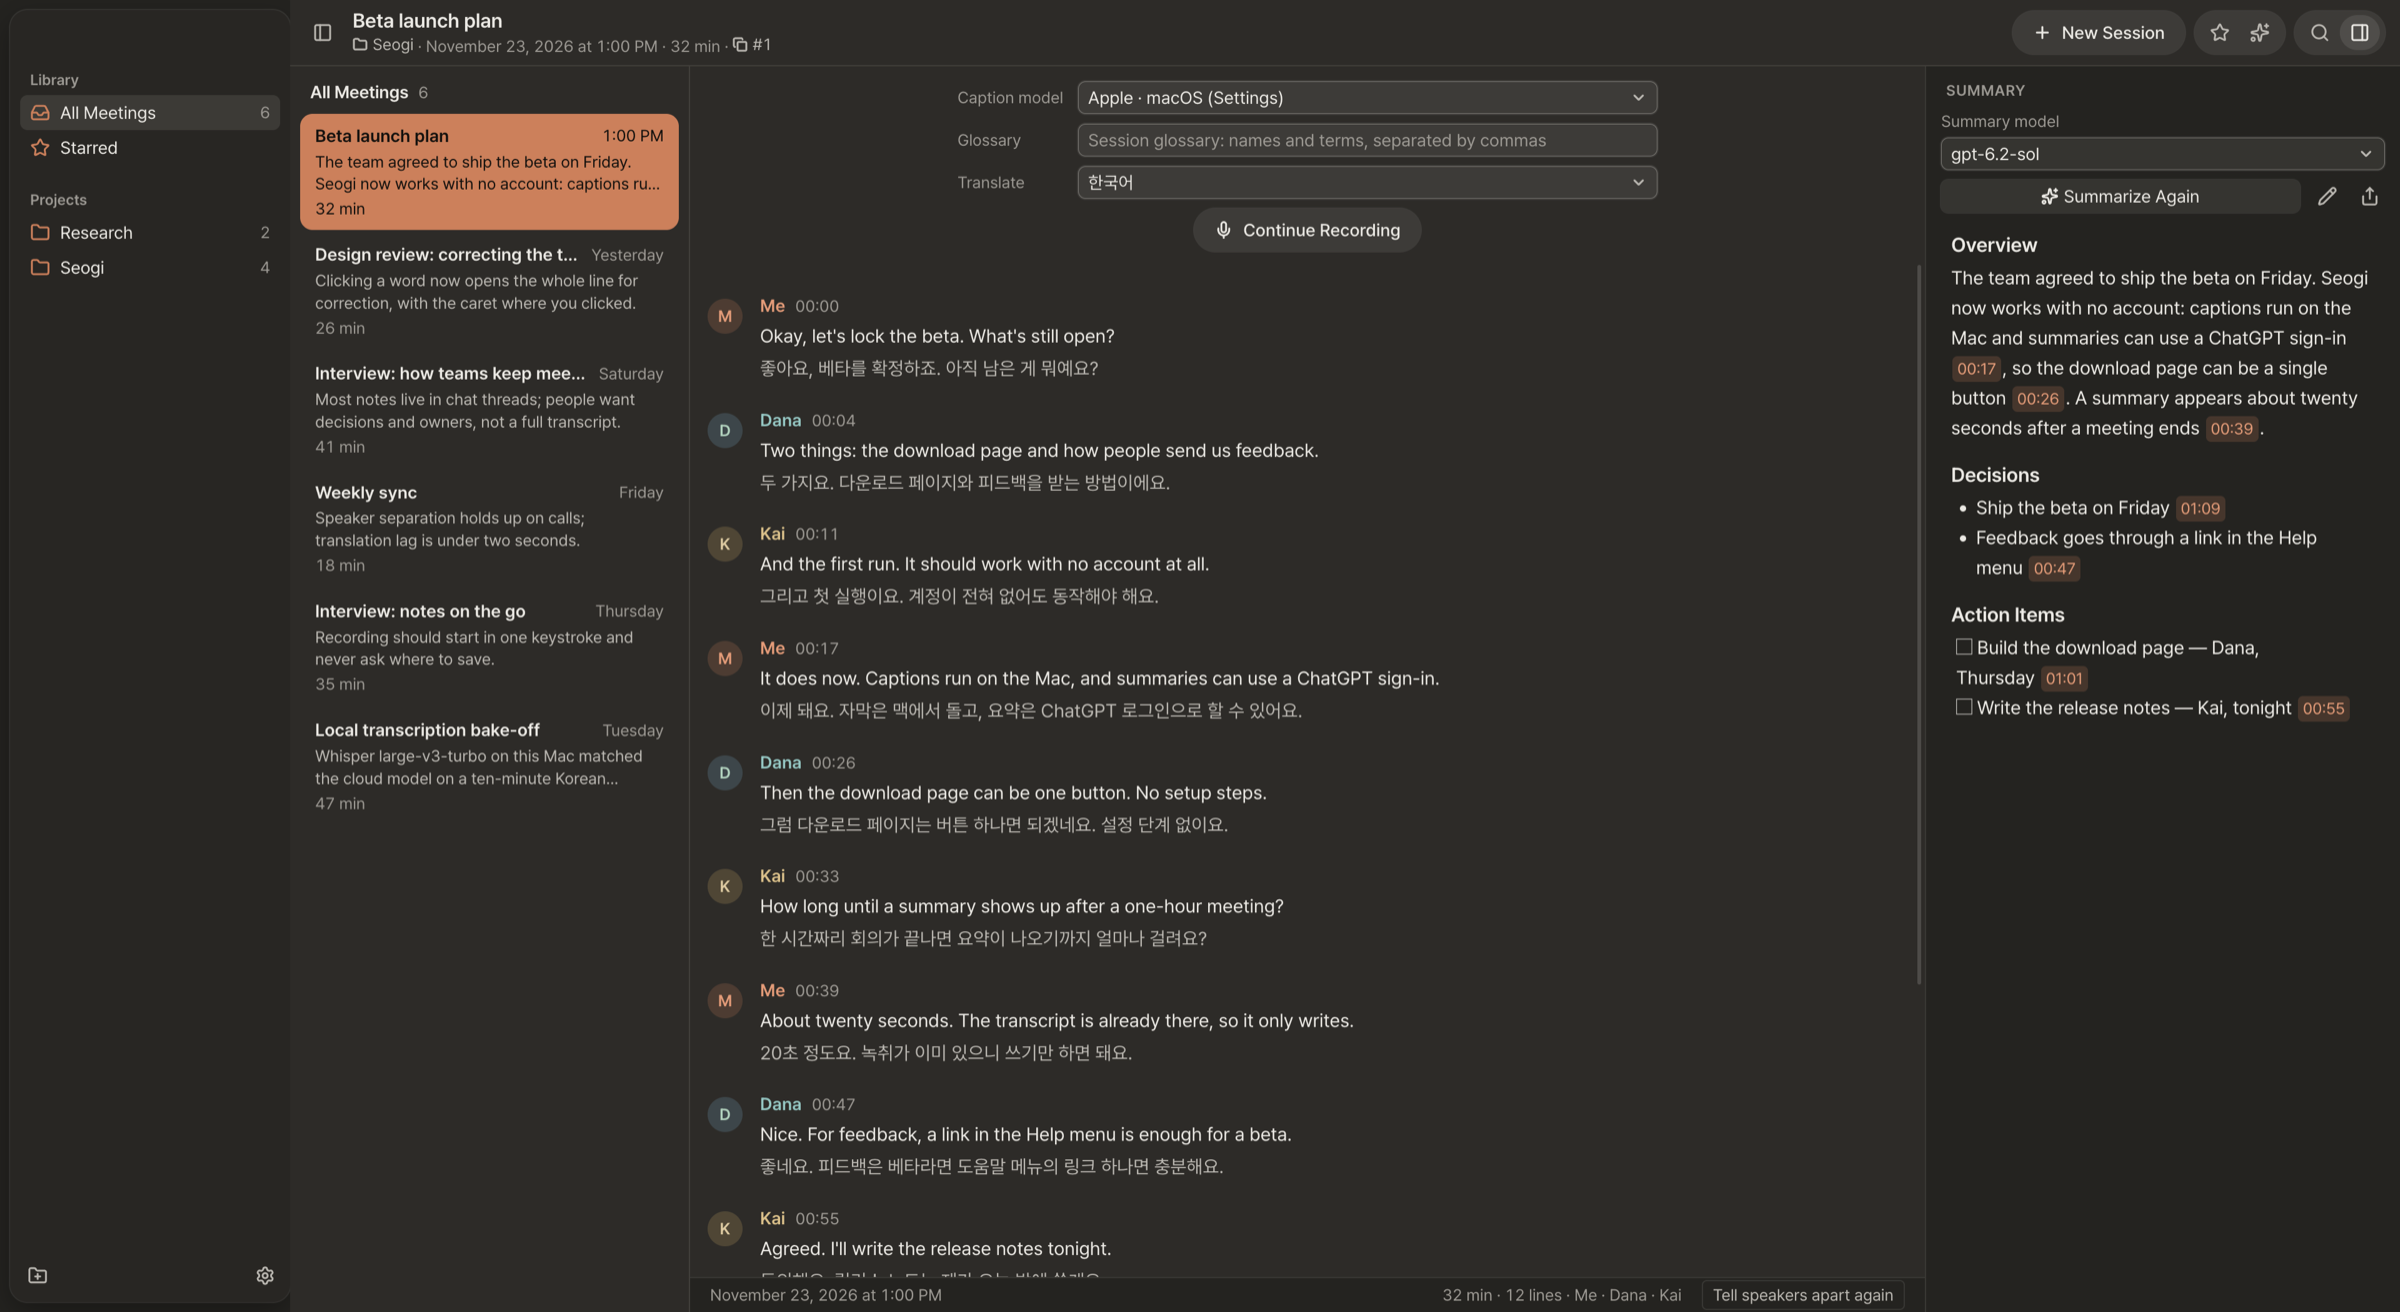 Beta launch plan
Seogi · November 23, 2026 at 1:00 PM · 32 min · #1
New Session
Library
All Meetings 6
Starred
Projects
Research 2
Seogi 4
All Meetings 6
Beta launch plan 1:00 PM
The team agreed to ship the beta on Friday.
Seogi now works with no account: captions ru...
32 min
Design review: correcting the t... Yesterday
Clicking a word now opens the whole line for
correction, with the caret where you clicked.
26 min
Interview: how teams keep mee... Saturday
Most notes live in chat threads; people want
decisions and owners, not a full transcript.
41 min
Weekly sync Friday
Speaker separation holds up on calls;
translation lag is under two seconds.
18 min
Interview: notes on the go Thursday
Recording should start in one keystroke and
never ask where to save.
35 min
Local transcription bake-off Tuesday
Whisper large-v3-turbo on this Mac matched
the cloud model on a ten-minute Korean...
47 min
Caption model Apple · macOS (Settings)
Glossary Session glossary: names and terms, separated by commas
Translate 한국어
Continue Recording
M Me 00:00
Okay, let's lock the beta. What's still open?
좋아요, 베타를 확정하죠. 아직 남은 게 뭐예요?
D Dana 00:04
Two things: the download page and how people send us feedback.
두 가지요. 다운로드 페이지와 피드백을 받는 방법이에요.
K Kai 00:11
And the first run. It should work with no account at all.
그리고 첫 실행이요. 계정이 전혀 없어도 동작해야 해요.
M Me 00:17
It does now. Captions run on the Mac, and summaries can use a ChatGPT sign-in.
이제 돼요. 자막은 맥에서 돌고, 요약은 ChatGPT 로그인으로 할 수 있어요.
D Dana 00:26
Then the download page can be one button. No setup steps.
그럼 다운로드 페이지는 버튼 하나면 되겠네요. 설정 단계 없이요.
K Kai 00:33
How long until a summary shows up after a one-hour meeting?
한 시간짜리 회의가 끝나면 요약이 나오기까지 얼마나 걸려요?
M Me 00:39
About twenty seconds. The transcript is already there, so it only writes.
20초 정도요. 녹취가 이미 있으니 쓰기만 하면 돼요.
D Dana 00:47
Nice. For feedback, a link in the Help menu is enough for a beta.
좋네요. 피드백은 베타라면 도움말 메뉴의 링크 하나면 충분해요.
K Kai 00:55
Agreed. I'll write the release notes tonight.
November 23, 2026 at 1:00 PM
32 min · 12 lines · Me · Dana · Kai
Tell speakers apart again
SUMMARY
Summary model
gpt-6.2-sol
Summarize Again
Overview
The team agreed to ship the beta on Friday. Seogi
now works with no account: captions run on the
Mac and summaries can use a ChatGPT sign-in
00:17 , so the download page can be a single
button 00:26 . A summary appears about twenty
seconds after a meeting ends 00:39 .
Decisions
• Ship the beta on Friday 01:09
• Feedback goes through a link in the Help
menu 00:47
Action Items
Build the download page — Dana,
Thursday 01:01
Write the release notes — Kai, tonight 00:55